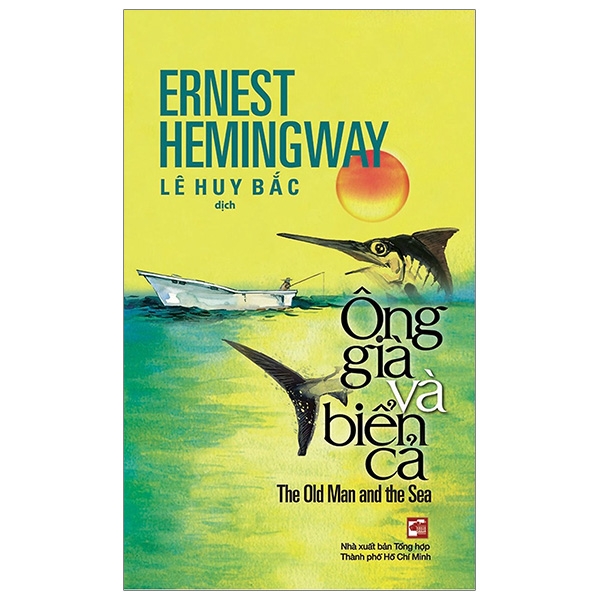 ERNEST
HEMINGWAY
LÊ HUY BẮC
dịch
Ông
già
và
biển
cả
The Old Man and the Sea
Nhà xuất bản Tổng hợp
Thành phố Hồ Chí Minh